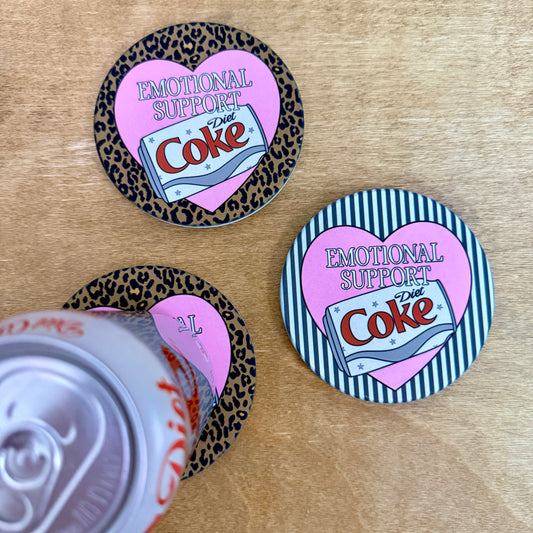 EMOTIONAL
SUPPORT
Diet
Coke
EMOTIONAL
SUPPORT
Diet
Coke
Diet